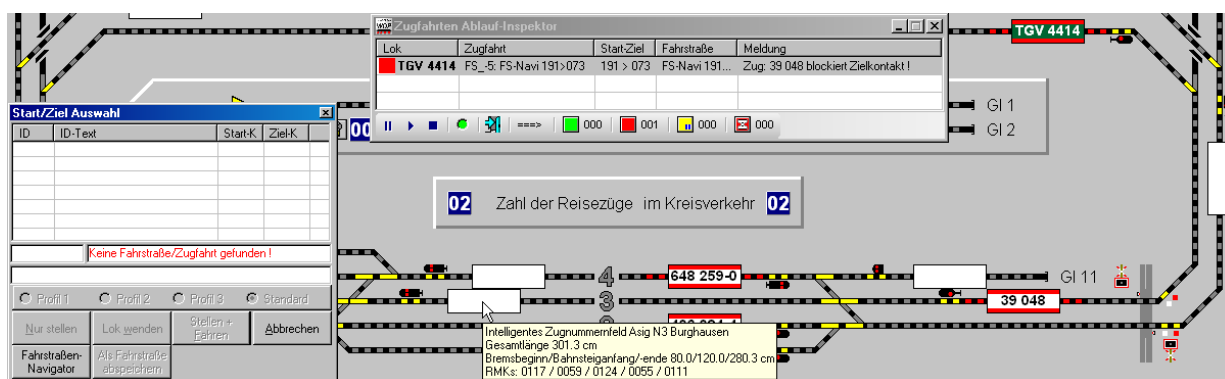 WDP Zugfahrten Ablauf-Inspektor
Lok Zugfahrt Start-Ziel Fahrstraße Meldung
TGV 4414 FS_-5: FS-Navi 191>073 191 > 073 FS-Navi 191... Zug: 39 048 blockiert Zielkontakt !
===> 000 001 000 000
TGV 4414
Start/Ziel Auswahl
ID ID-Text Start-K Ziel-K
Keine Fahrstraße/Zugfahrt gefunden !
Profil 1 Profil 2 Profil 3 Standard
Nur stellen Lok wenden Stellen + Fahren Abbrechen
Fahrstraßen-Navigator Als Fahrstraße abspeichern
00
Gl 1
Gl 2
02 Zahl der Reisezüge im Kreisverkehr 02
4 648 259-0 Gl 11
3 39 048
Intelligentes Zugnummernfeld Asig N3 Burghausen
Gesamtlänge 301.3 cm
Bremsbeginn/Bahnsteiganfang/-ende 80.0/120.0/280.3 cm
RMKs: 0117 / 0059 / 0124 / 0055 / 0111